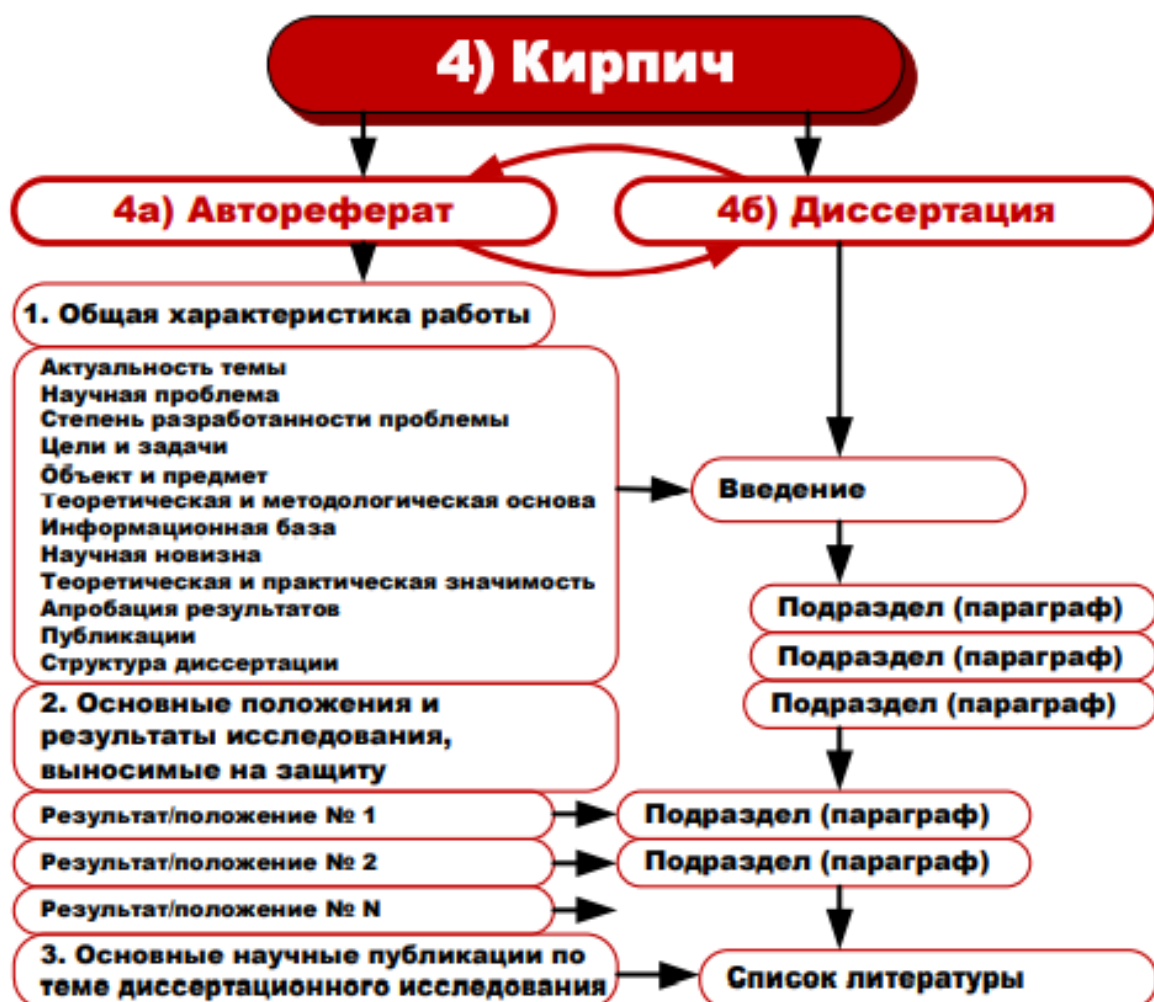 4) Кирпич
4а) Автореферат
4б) Диссертация
1. Общая характеристика работы
Актуальность темы
Научная проблема
Степень разработанности проблемы
Цели и задачи
Объект и предмет
Теоретическая и методологическая основа
Информационная база
Научная новизна
Теоретическая и практическая значимость
Апробация результатов
Публикации
Структура диссертации
Введение
Подраздел (параграф)
Подраздел (параграф)
Подраздел (параграф)
2. Основные положения и
результаты исследования,
выносимые на защиту
Результат/положение № 1
Подраздел (параграф)
Результат/положение № 2
Подраздел (параграф)
Результат/положение № N
3. Основные научные публикации по
теме диссертационного исследования
Список литературы